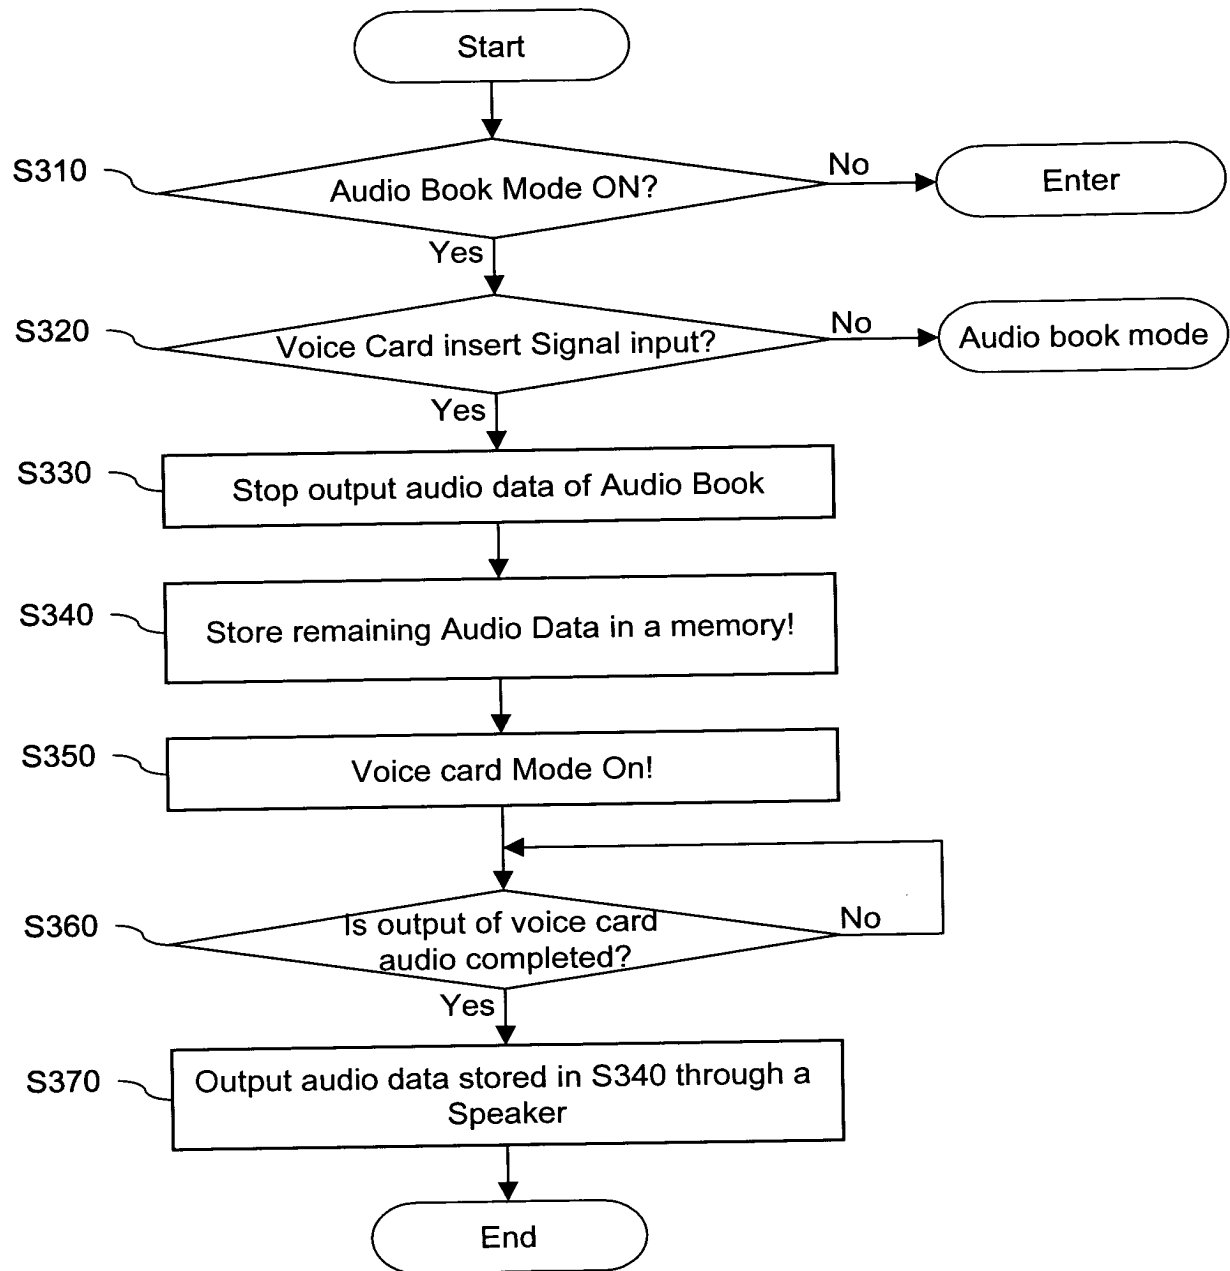 Start
S310
Audio Book Mode ON?
No
Enter
Yes
S320
Voice Card insert Signal input?
No
Audio book mode
Yes
S330
Stop output audio data of Audio Book
S340
Store remaining Audio Data in a memory!
S350
Voice card Mode On!
S360
Is output of voice card
audio completed?
No
Yes
S370
Output audio data stored in S340 through a
Speaker
End